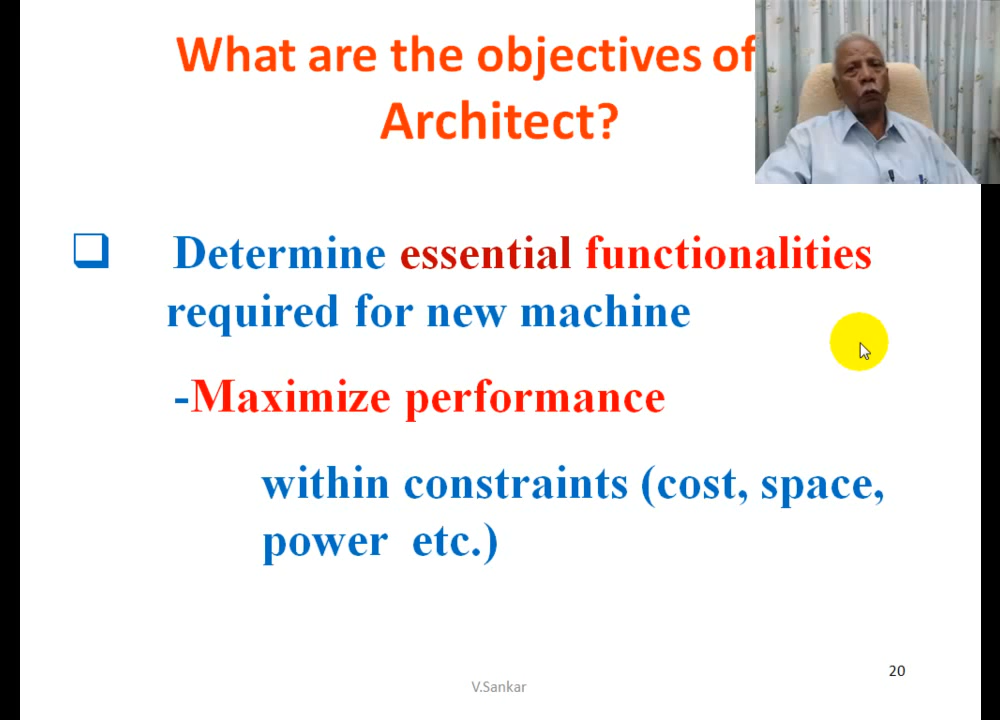 What are the objectives of
Architect?
Determine essential functionalities
required for new machine
-Maximize performance
within constraints (cost, space,
power etc.)
20
V.Sankar